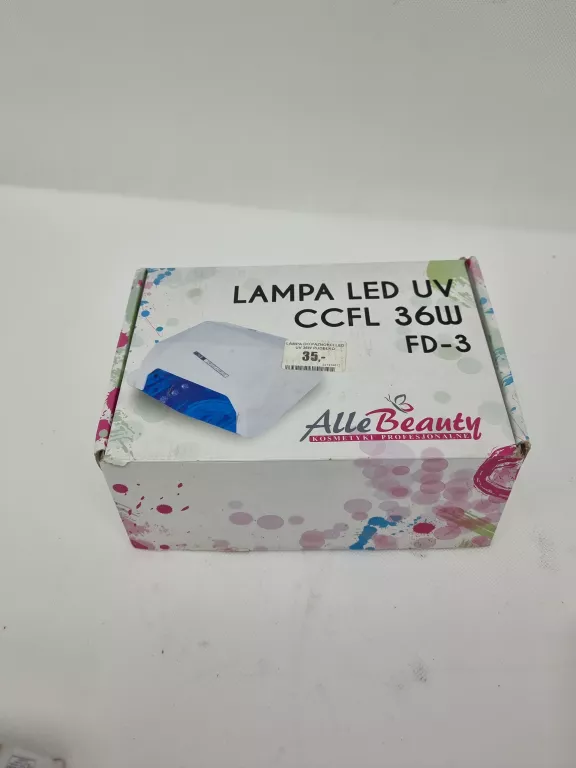 LAMPA LED UV
CCFL 36W
FD-3
35,-
AlleBeauty
KOSMETYKI PROFESJONALNE